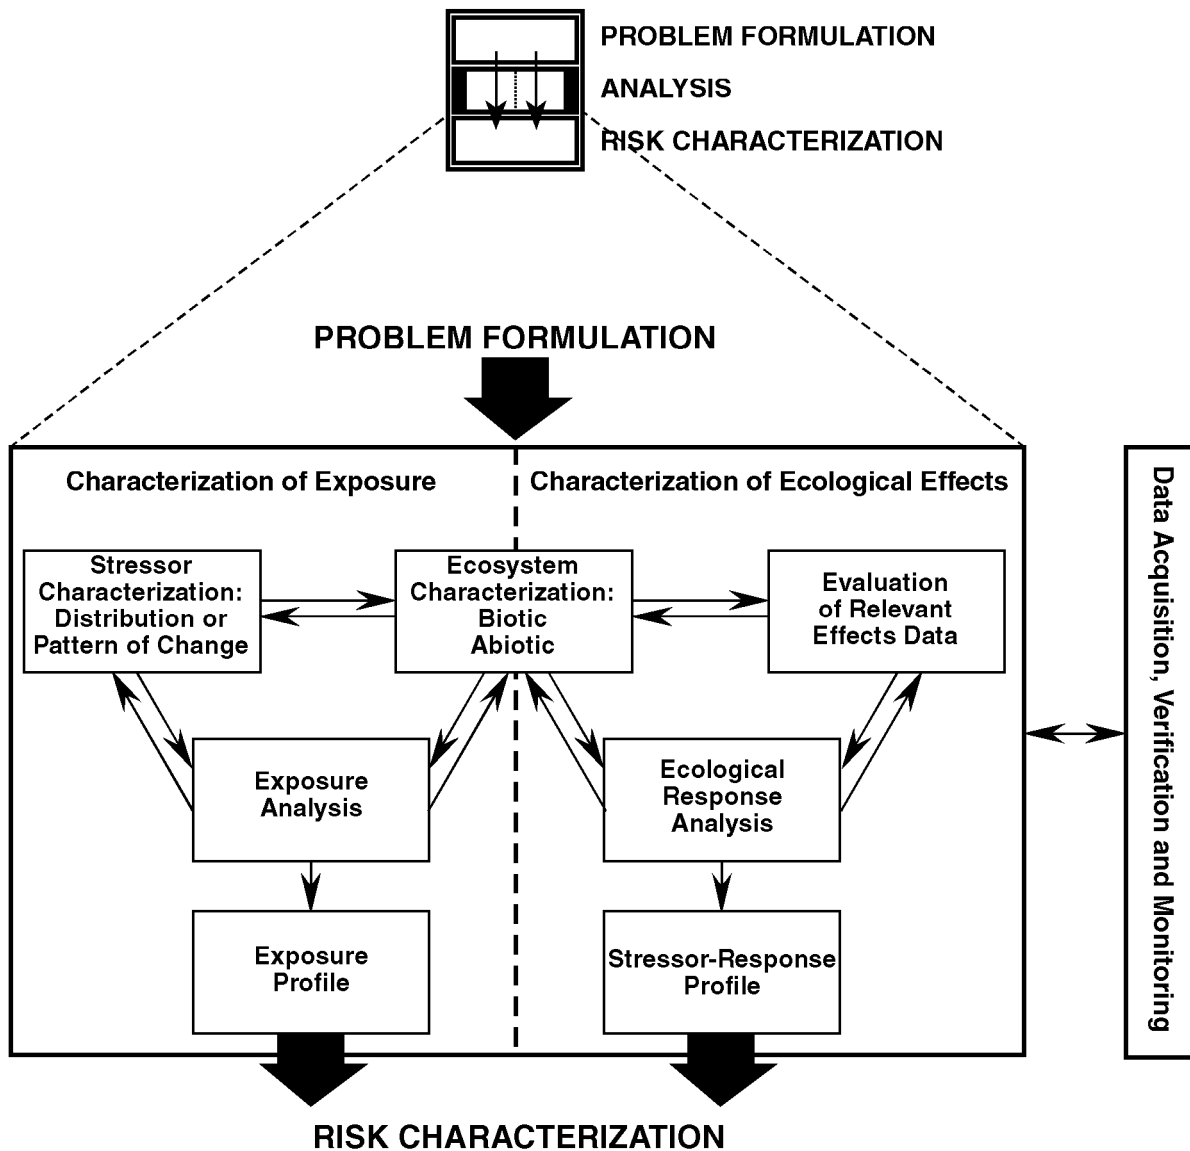 PROBLEM FORMULATION
ANALYSIS
RISK CHARACTERIZATION
PROBLEM FORMULATION
Characterization of Exposure
Characterization of Ecological Effects
Stressor
Characterization:
Distribution or
Pattern of Change
Ecosystem
Characterization:
Biotic
Abiotic
Evaluation
of Relevant
Effects Data
Exposure
Analysis
Ecological
Response
Analysis
Exposure
Profile
Stressor-Response
Profile
Data Acquisition, Verification and Monitoring
RISK CHARACTERIZATION